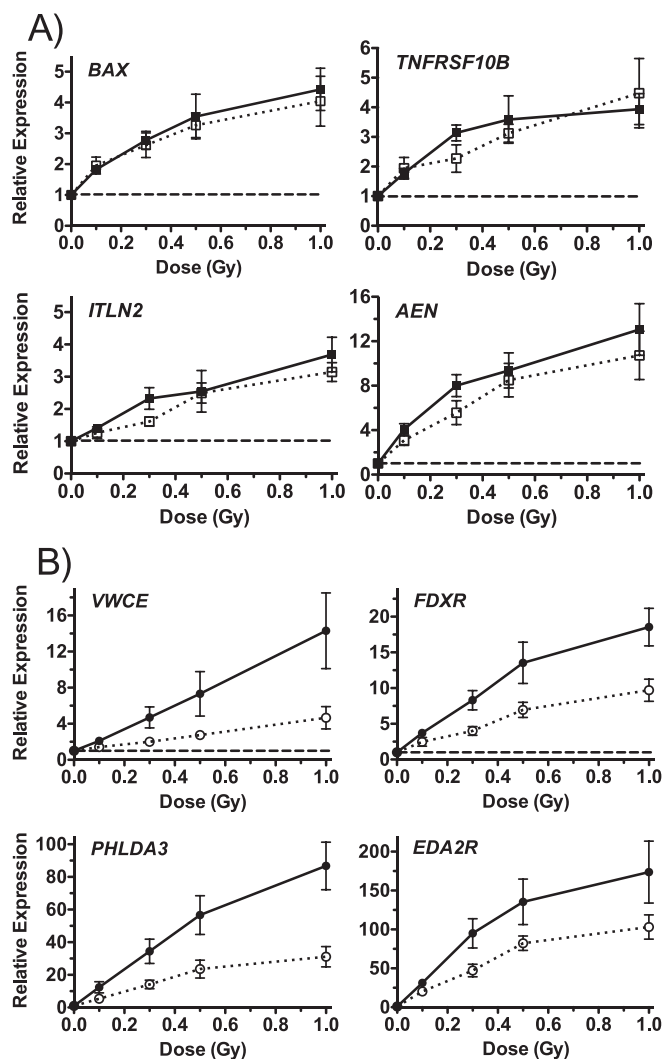 A)
BAX
Relative Expression
5
4
3
2
1
0
0.0 0.2 0.4 0.6 0.8 1.0
Dose (Gy)
TNFRSF10B
6
5
4
3
2
1
0
0.0 0.2 0.4 0.6 0.8 1.0
Dose (Gy)
ITLN2
Relative Expression
5
4
3
2
1
0
0.0 0.2 0.4 0.6 0.8 1.0
Dose (Gy)
AEN
16
12
8
4
0
0.0 0.2 0.4 0.6 0.8 1.0
Dose (Gy)
B)
VWCE
Relative Expression
16
12
8
4
0
0.0 0.2 0.4 0.6 0.8 1.0
Dose (Gy)
FDXR
20
15
10
5
0
0.0 0.2 0.4 0.6 0.8 1.0
Dose (Gy)
PHLDA3
Relative Expression
100
80
60
40
20
0
0.0 0.2 0.4 0.6 0.8 1.0
Dose (Gy)
EDA2R
200
150
100
50
0
0.0 0.2 0.4 0.6 0.8 1.0
Dose (Gy)